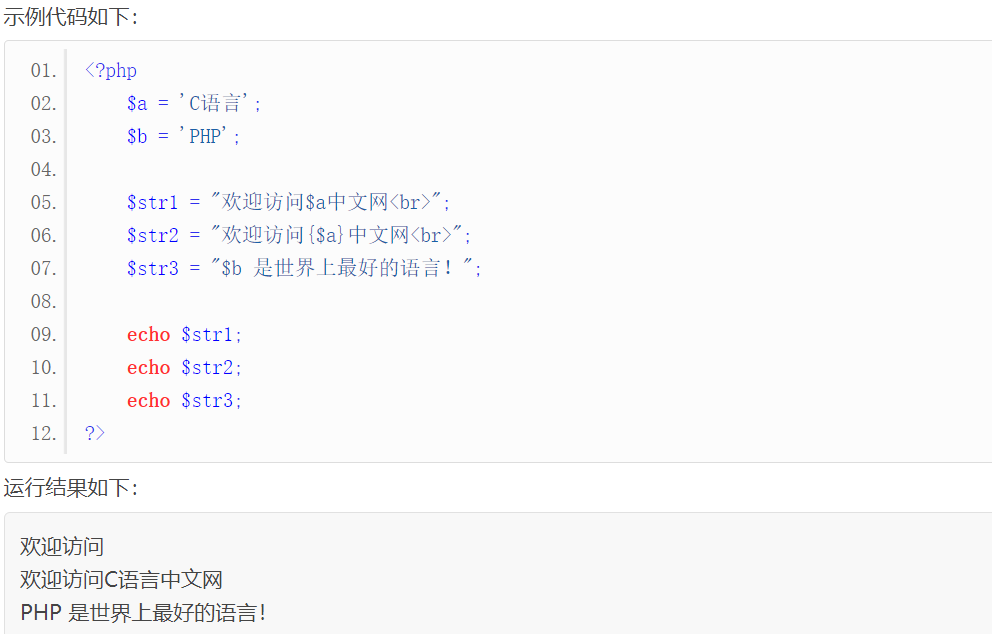 示例代码如下：
01. <?php
02. $a = 'C语言';
03. $b = 'PHP';
04.
05. $str1 = "欢迎访问$a中文网<br>";
06. $str2 = "欢迎访问{$a}中文网<br>";
07. $str3 = "$b 是世界上最好的语言！";
08.
09. echo $str1;
10. echo $str2;
11. echo $str3;
12. ?>
运行结果如下：
欢迎访问
欢迎访问C语言中文网
PHP 是世界上最好的语言！